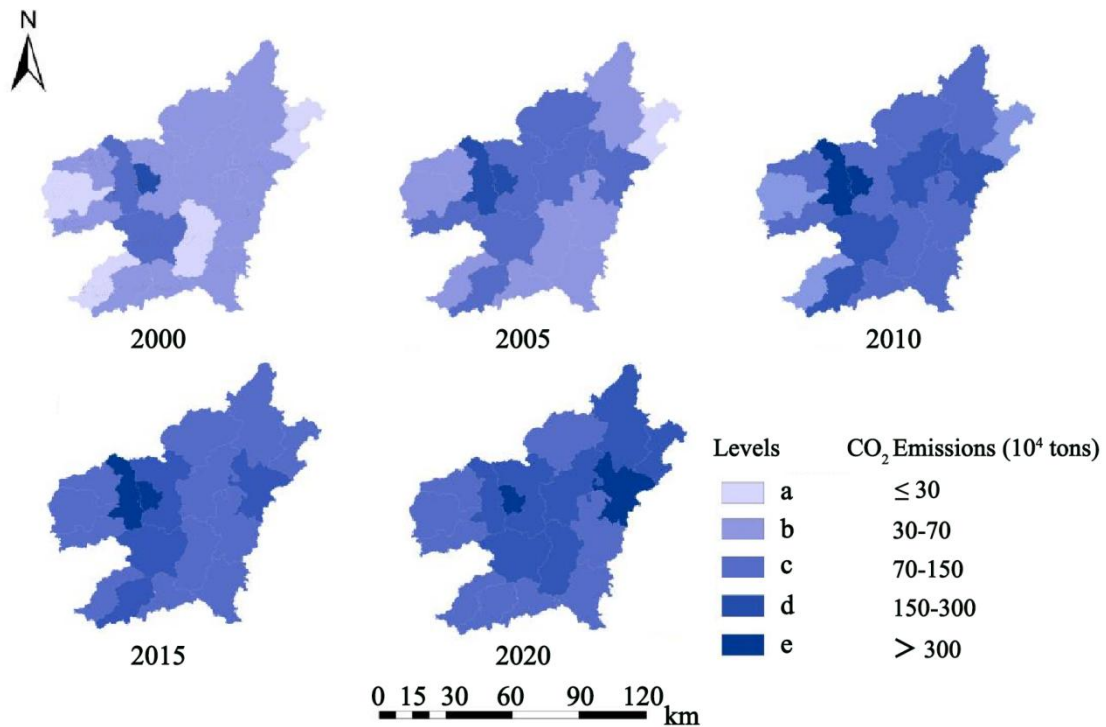 N
2000
2005
2010
2015
2020
Levels CO₂ Emissions (10⁴ tons)
a ≤ 30
b 30-70
c 70-150
d 150-300
e > 300
0 15 30 60 90 120
km